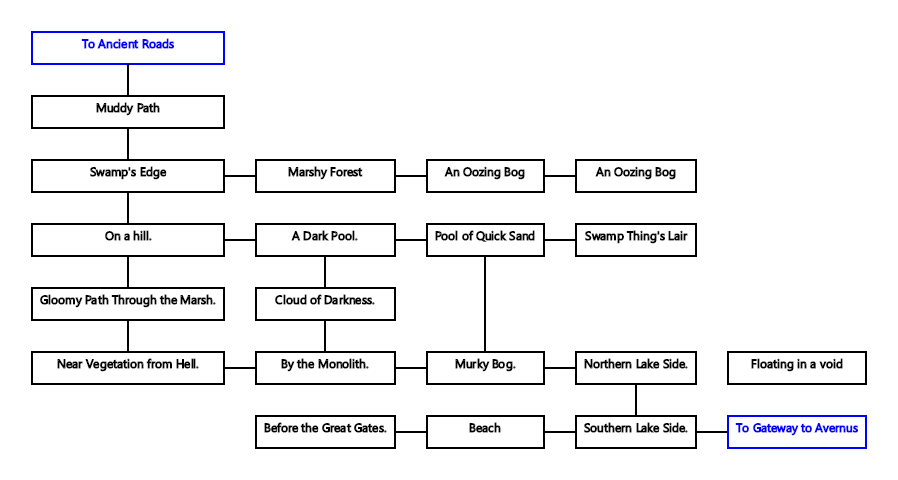 To Ancient Roads
Muddy Path
Swamp's Edge
Marshy Forest
An Oozing Bog
An Oozing Bog
On a hill.
A Dark Pool.
Pool of Quick Sand
Swamp Thing's Lair
Gloomy Path Through the Marsh.
Cloud of Darkness.
Near Vegetation from Hell.
By the Monolith.
Murky Bog.
Northern Lake Side.
Floating in a void
Before the Great Gates.
Beach
Southern Lake Side.
To Gateway to Avernus